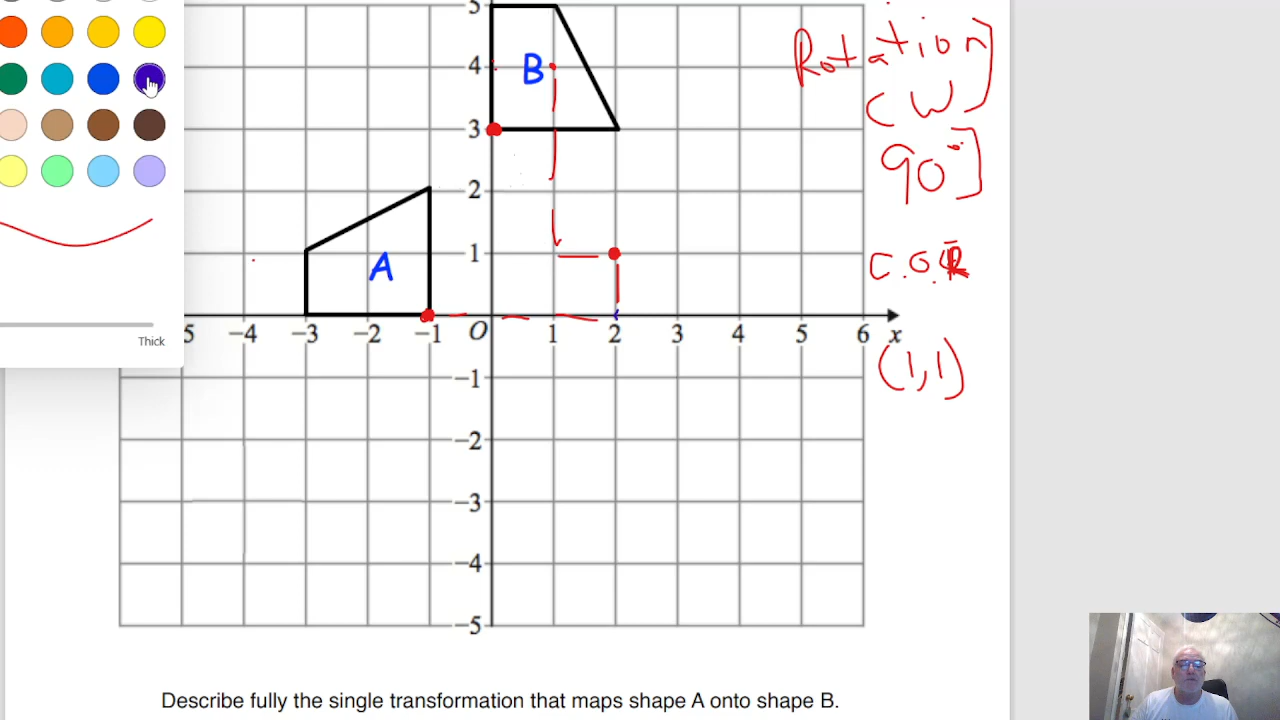 5
4
3
2
1
B
A
5 −4 −3 −2 −1 O 1 2 3 4 5 6 x
−1
−2
−3
−4
−5
Rotation
CW
90°
C.O.R
(1,1)
Thick
Describe fully the single transformation that maps shape A onto shape B.